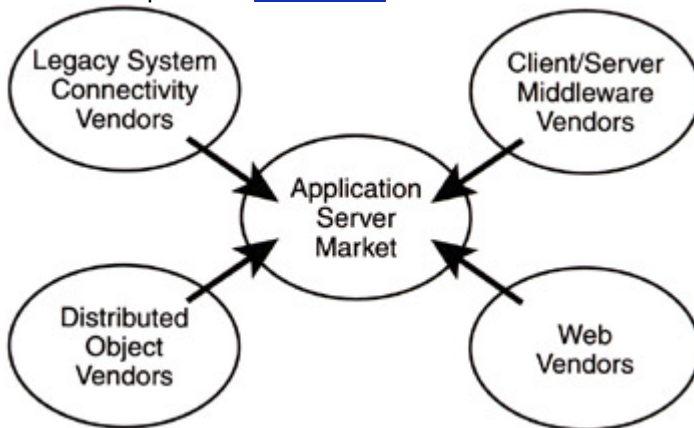 Legacy System
Connectivity
Vendors
Client/Server
Middleware
Vendors
Application
Server
Market
Distributed
Object
Vendors
Web
Vendors